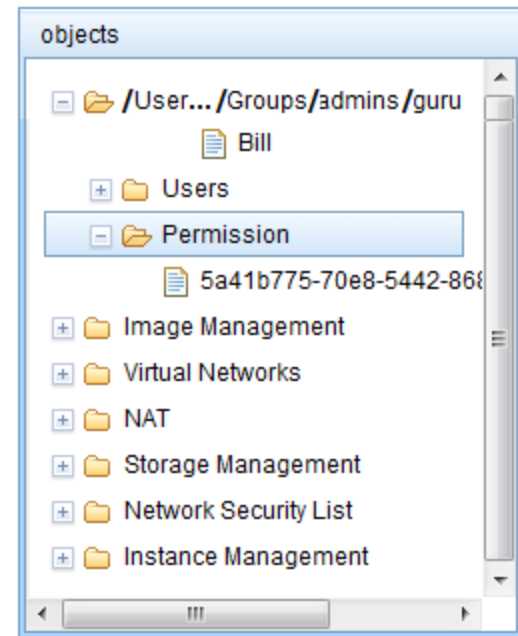 objects
/User.../Groups/admins/guru
Bill
Users
Permission
5a41b775-70e8-5442-868
Image Management
Virtual Networks
NAT
Storage Management
Network Security List
Instance Management